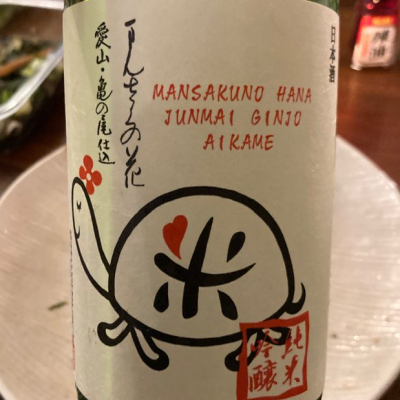 日本酒
MANSAKUNO HANA
JUNMAI GINJO
AIKAME
まんさくの花
愛山・亀の尾仕込
米
純米
吟醸